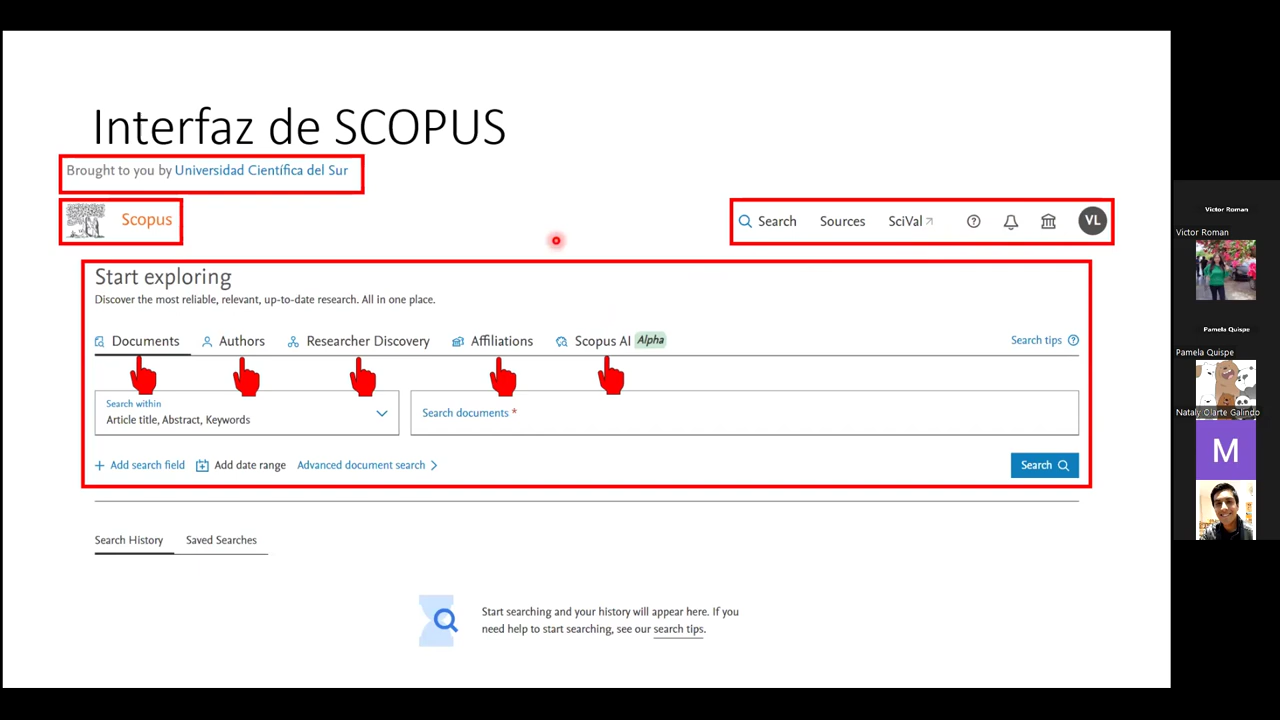 Interfaz de SCOPUS
Brought to you by Universidad Científica del Sur
Scopus
Search Sources SciVal VL
Start exploring
Discover the most reliable, relevant, up-to-date research. All in one place.
Documents Authors Researcher Discovery Affiliations Scopus AI Alpha Search tips
Search within
Article title, Abstract, Keywords
Search documents *
Add search field Add date range Advanced document search
Search
Search History Saved Searches
Start searching and your history will appear here. If you
need help to start searching, see our search tips.
Victor Roman
Victor Roman
Pamela Quispe
Pamela Quispe
Nataly Olarte Galindo
M